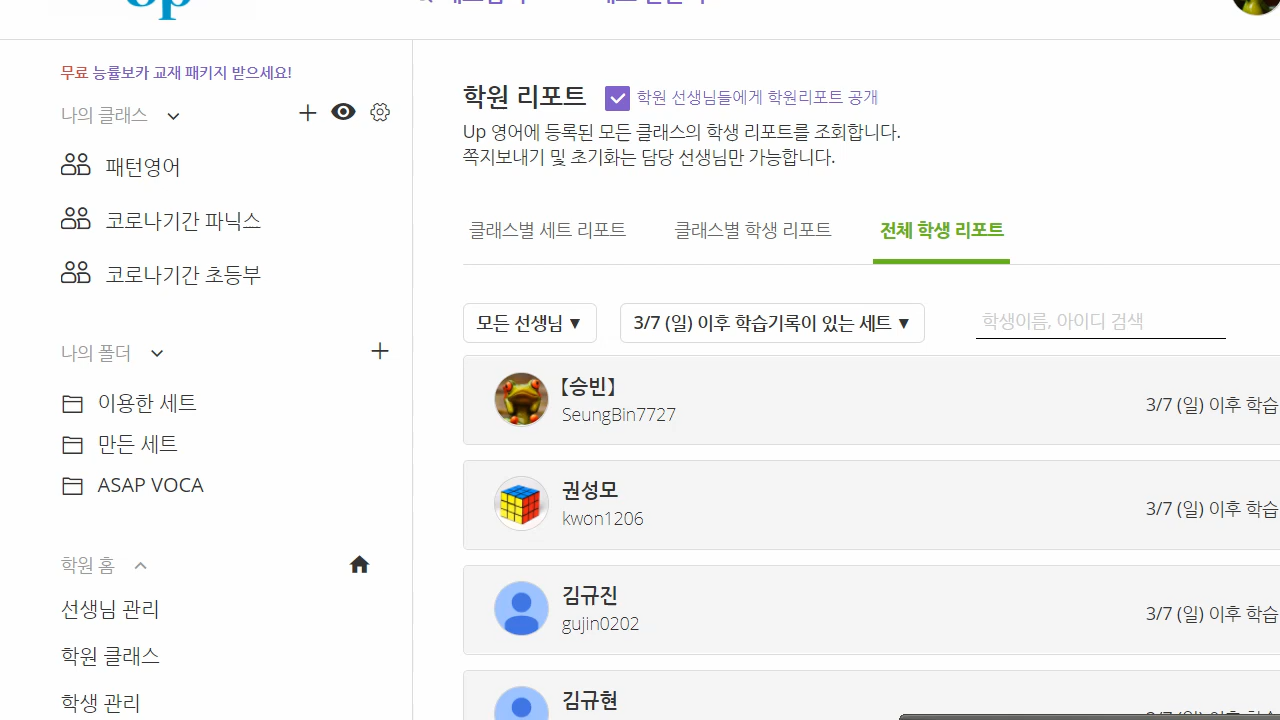 up
무료 능률보카 교재 패키지 받으세요!
나의 클래스
패턴영어
코로나기간 파닉스
코로나기간 초등부
나의 폴더
이용한 세트
만든 세트
ASAP VOCA
학원 홈
선생님 관리
학원 클래스
학생 관리
학원 리포트
학원 선생님들에게 학원리포트 공개
Up 영어에 등록된 모든 클래스의 학생 리포트를 조회합니다.
쪽지보내기 및 초기화는 담당 선생님만 가능합니다.
클래스별 세트 리포트 클래스별 학생 리포트 전체 학생 리포트
모든 선생님 ▼ 3/7 (일) 이후 학습기록이 있는 세트 ▼ 학생이름, 아이디 검색
【승빈】
SeungBin7727
3/7 (일) 이후 학습
권성모
kwon1206
3/7 (일) 이후 학습
김규진
gujin0202
3/7 (일) 이후 학습
김규현